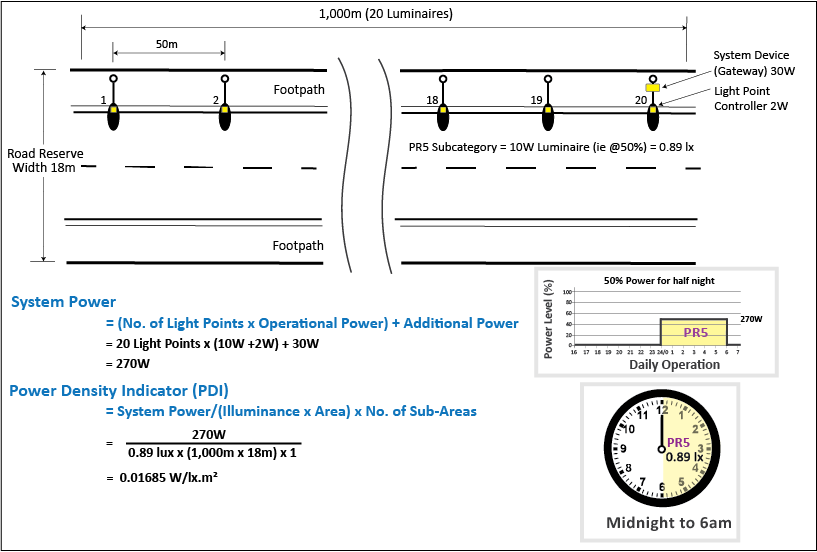 1,000m (20 Luminaires)
50m
System Device
(Gateway) 30W
Footpath
Light Point
Controller 2W
1
2
18
19
20
PR5 Subcategory = 10W Luminaire (ie @50%) = 0.89 lx
Road Reserve
Width 18m
Footpath
System Power
= (No. of Light Points x Operational Power) + Additional Power
= 20 Light Points x (10W +2W) + 30W
= 270W
Power Density Indicator (PDI)
= System Power/(Illuminance x Area) x No. of Sub-Areas
= 270W
0.89 lux x (1,000m x 18m) x 1
= 0.01685 W/lx.m²
50% Power for half night
Power Level (%)
100
80
60
40
20
0
270W
PR5
16 17 18 19 20 21 22 23 24/0 1 2 3 4 5 6 7
Daily Operation
12
1
2
3
4
5
6
7
8
9
10
11
PR5
0.89 lx
Midnight to 6am